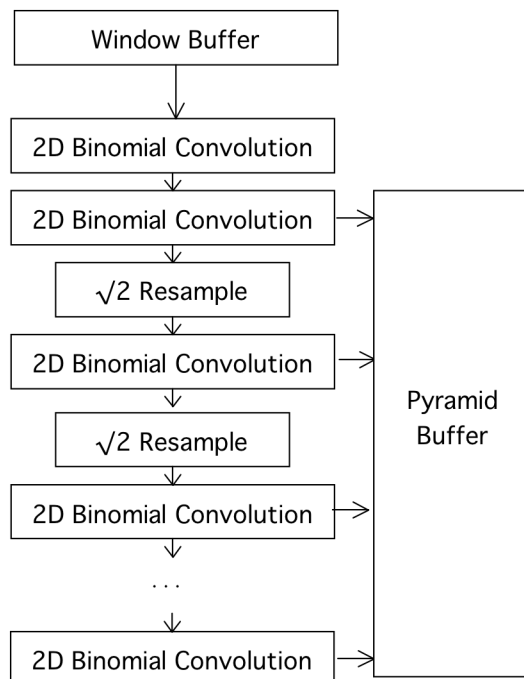 Window Buffer
2D Binomial Convolution
2D Binomial Convolution
√2 Resample
2D Binomial Convolution
√2 Resample
2D Binomial Convolution
...
2D Binomial Convolution
Pyramid
Buffer